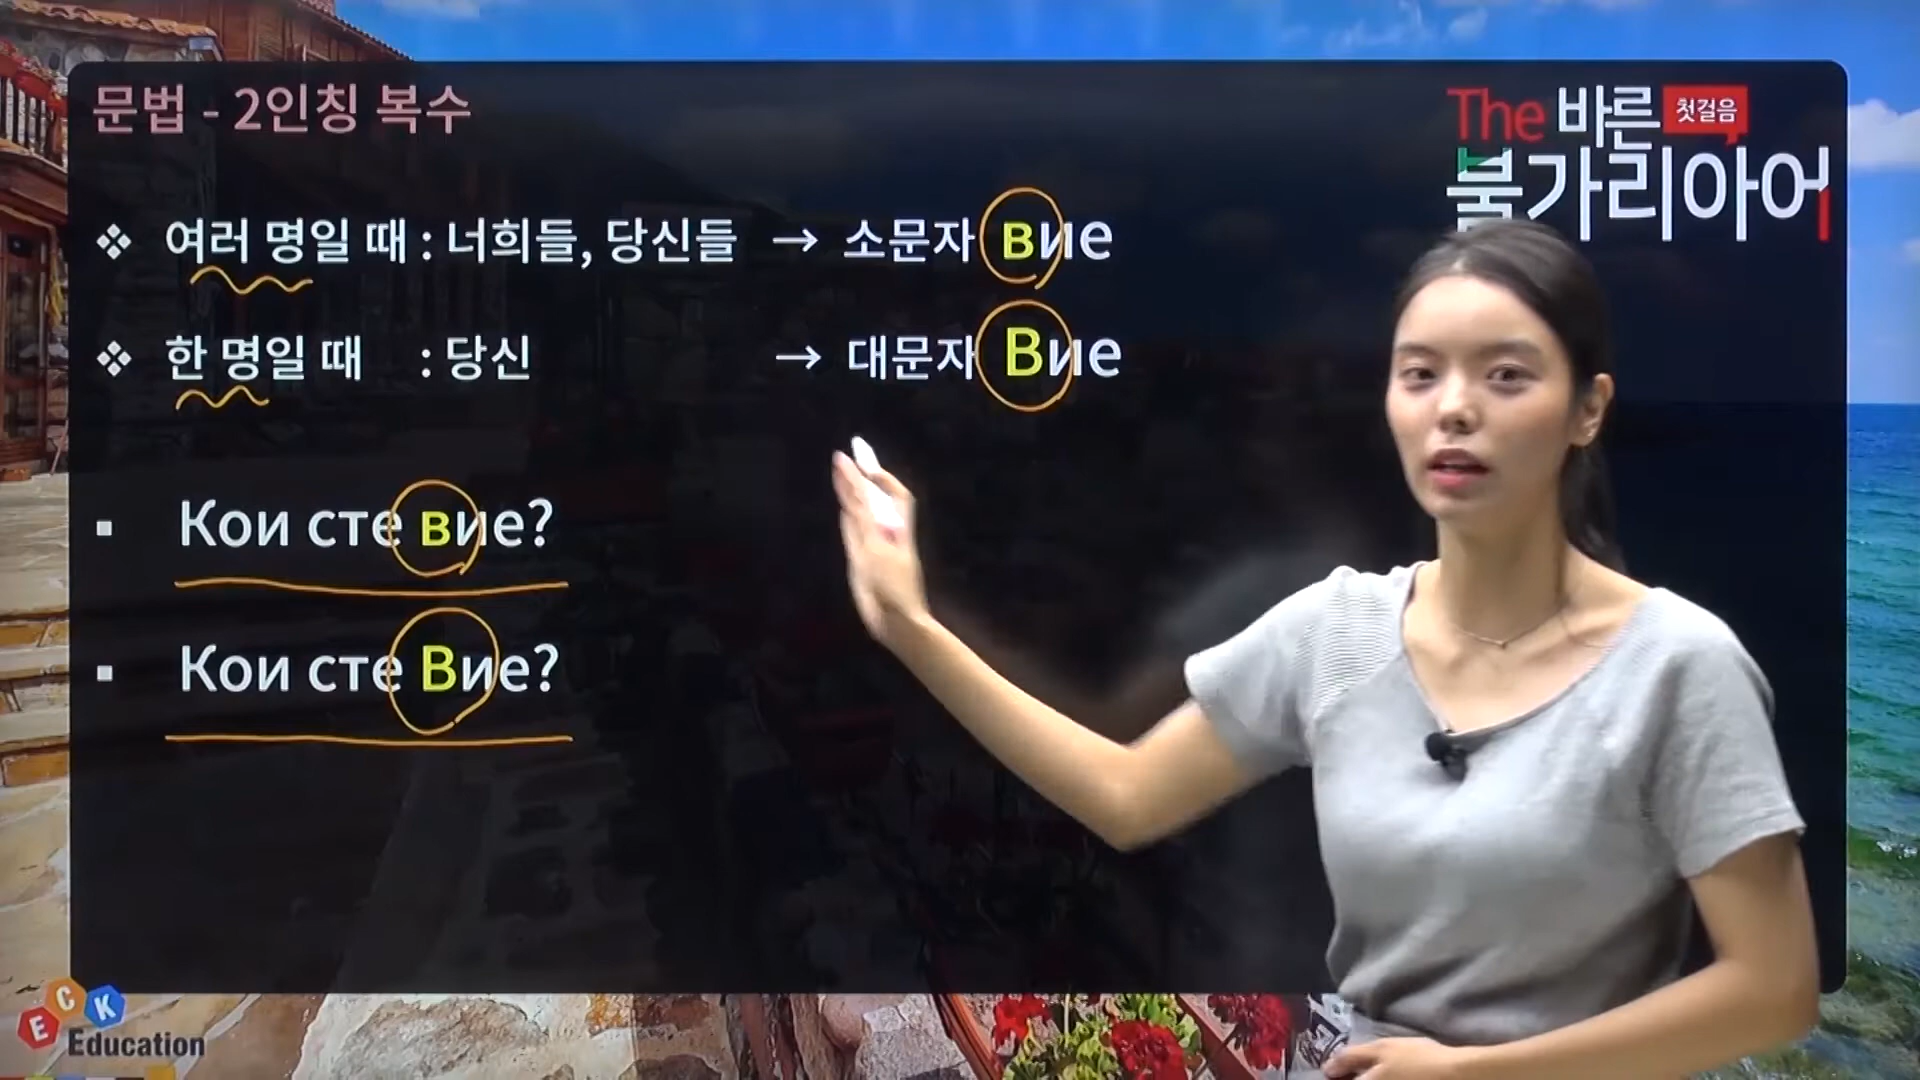 문법 - 2인칭 복수
The 바른 첫걸음
불가리아어
❖ 여러 명일 때 : 너희들, 당신들 → 소문자 вие
❖ 한 명일 때 : 당신 → 대문자 Вие
▪ Кои сте вие?
▪ Кои сте Вие?
ECK
Education